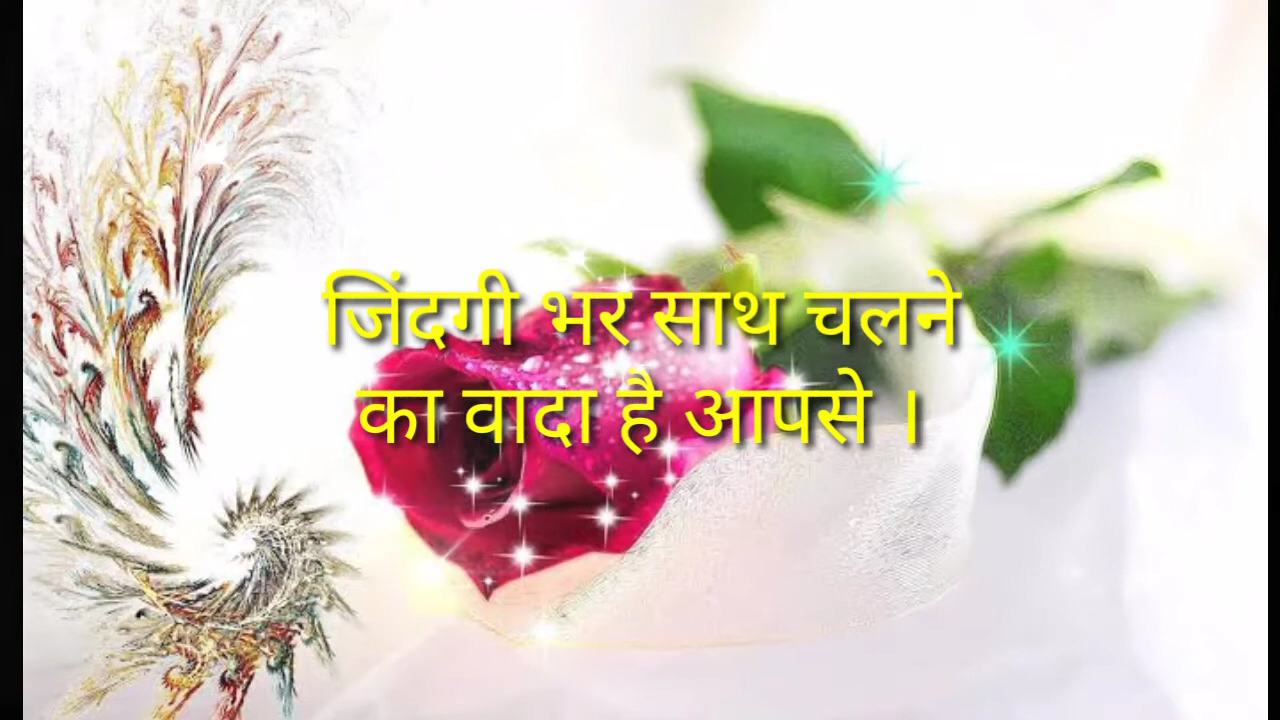 जिंदगी भर साथ चलने
का वादा है आपसे ।